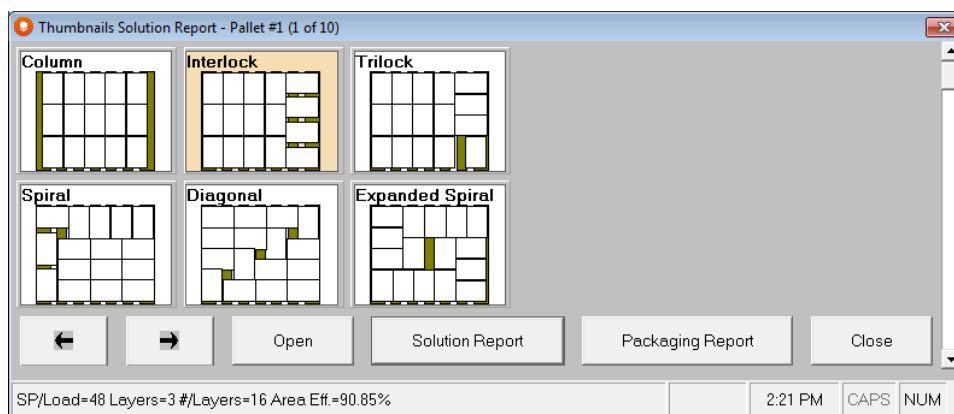 Thumbnails Solution Report - Pallet #1 (1 of 10)
Column Interlock Trilock
Spiral Diagonal Expanded Spiral
Open Solution Report Packaging Report Close
SP/Load=48 Layers=3 #/Layers=16 Area Eff.=90.85% 2:21 PM CAPS NUM